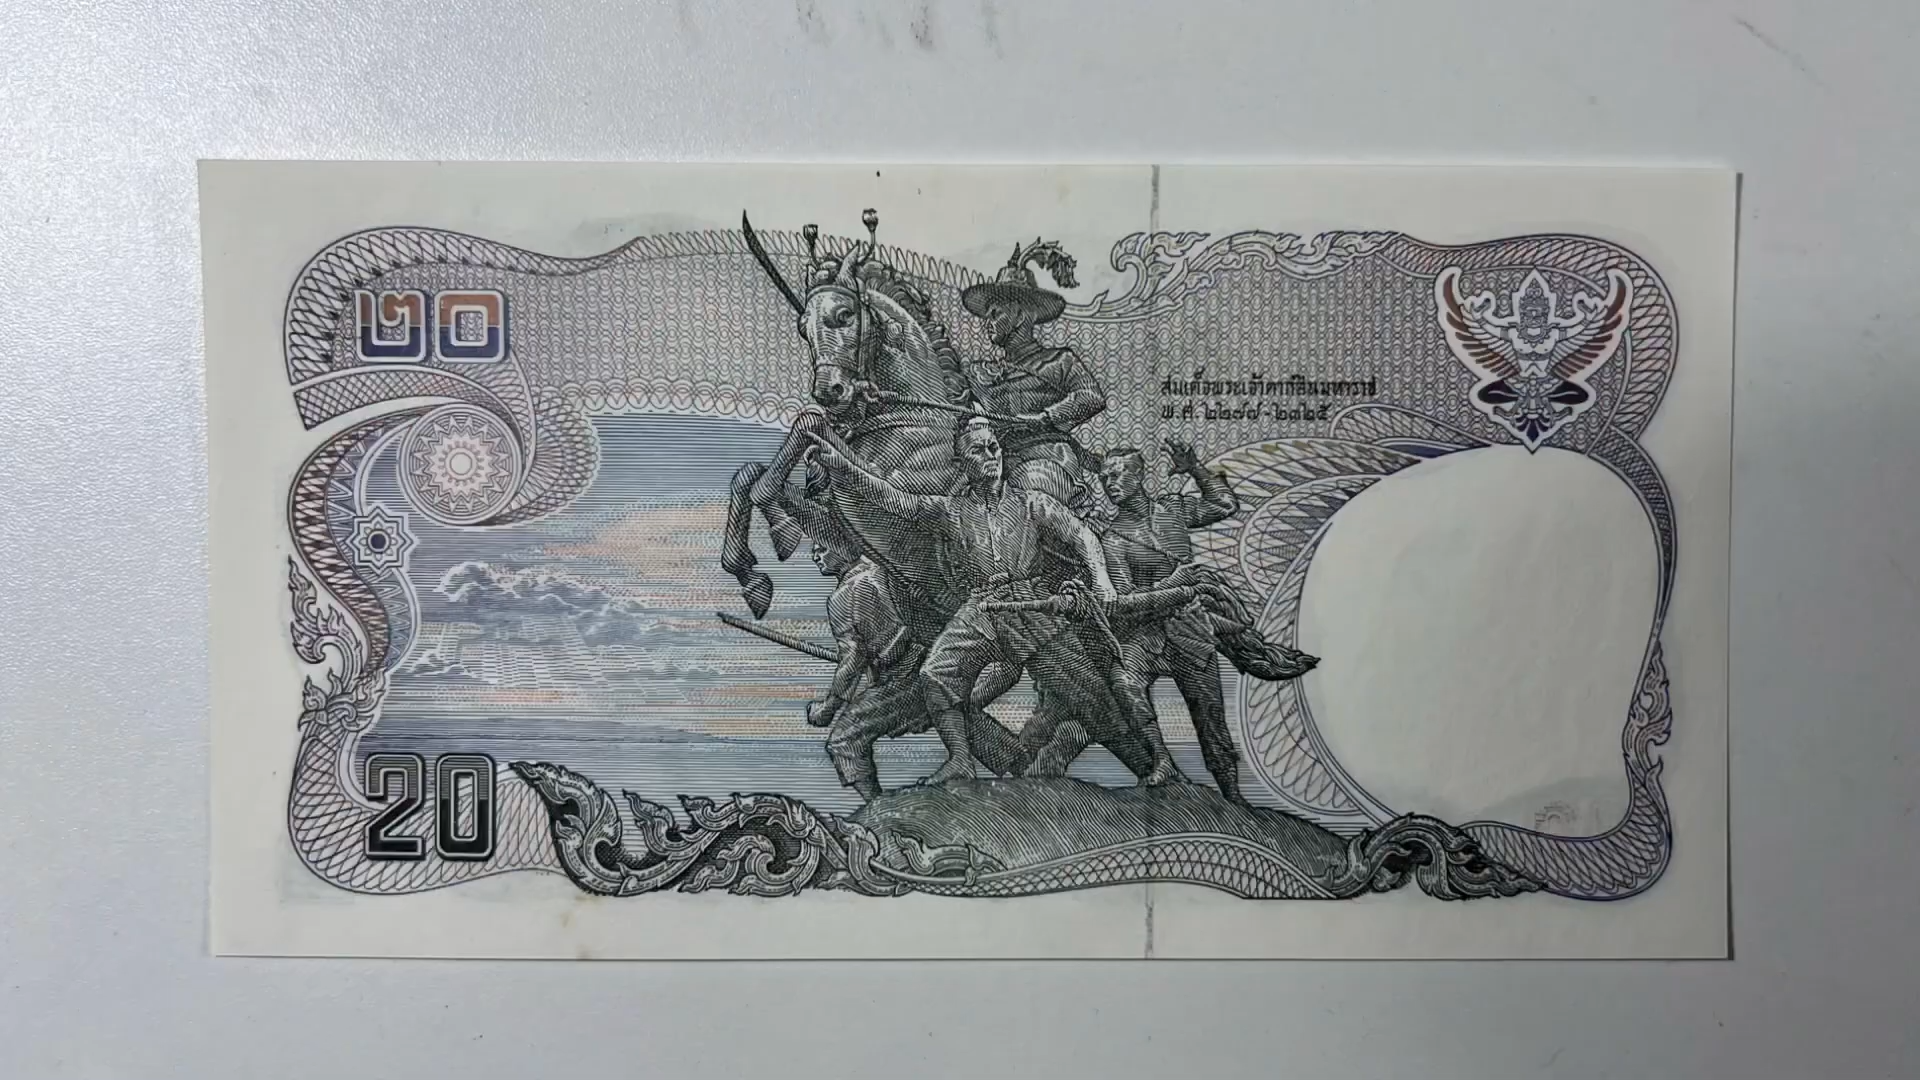 ๒๐
สมเด็จพระเจ้าตากสินมหาราช
พ.ศ. ๒๒๗๗ - ๒๓๒๕
20